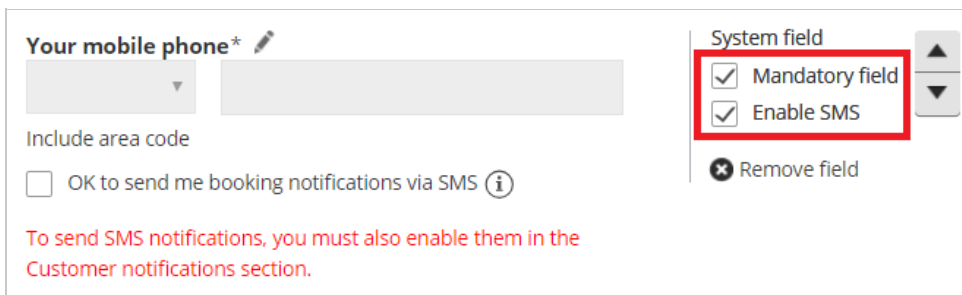 Your mobile phone*
Include area code
OK to send me booking notifications via SMS
To send SMS notifications, you must also enable them in the
Customer notifications section.
System field
Mandatory field
Enable SMS
Remove field